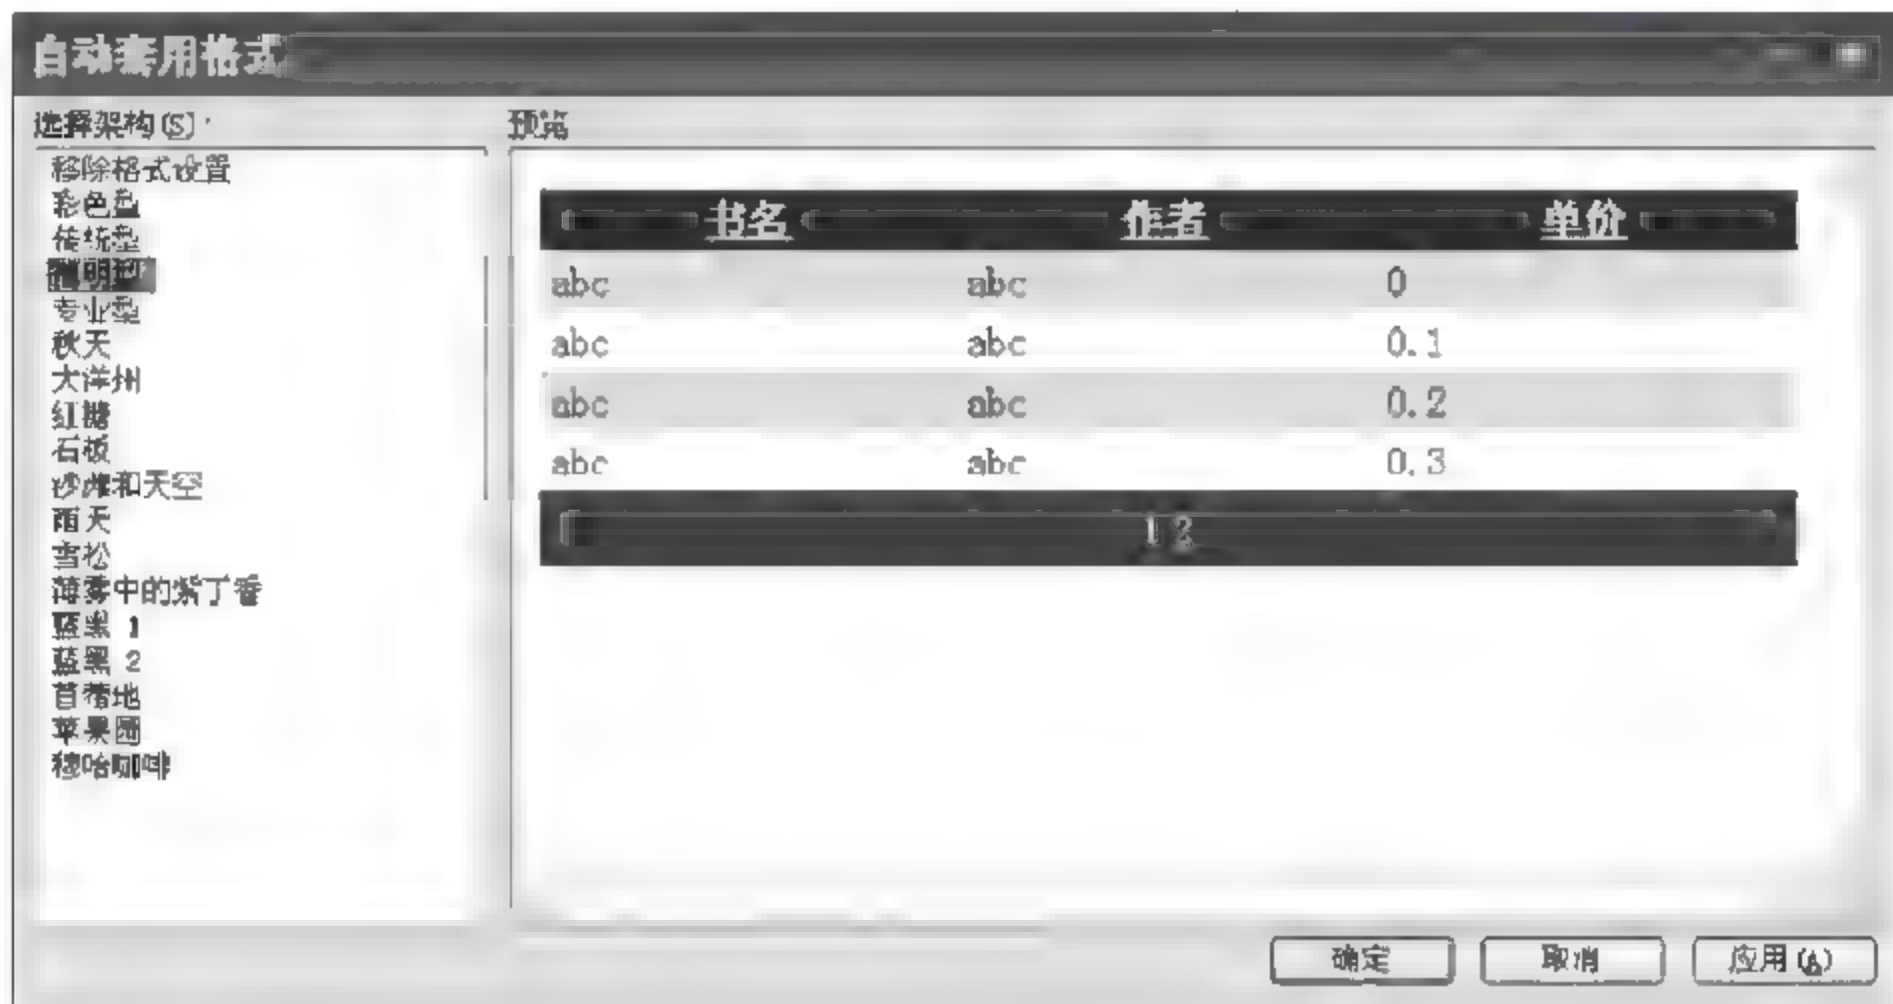 自动套用格式
选择架构(S):
移除格式设置
彩色型
传统型
简明型
专业型
秋天
大洋洲
红糖
石板
沙滩和天空
雨天
雪松
薄雾中的紫丁香
蓝黑 1
蓝黑 2
苜蓿地
苹果园
穆哈咖啡
预览
书名 作者 单价
abc abc 0
abc abc 0.1
abc abc 0.2
abc abc 0.3
1 2
确定 取消 应用(A)